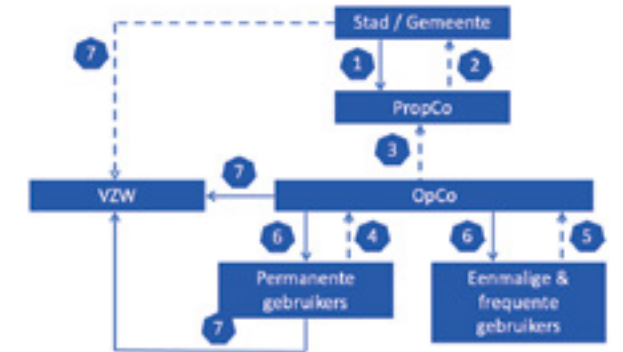 Stad / Gemeente
7
1
2
PropCo
3
7
VZW
OpCo
6
4
6
5
Permanente
gebruikers
Eenmalige &
frequente
gebruikers
7